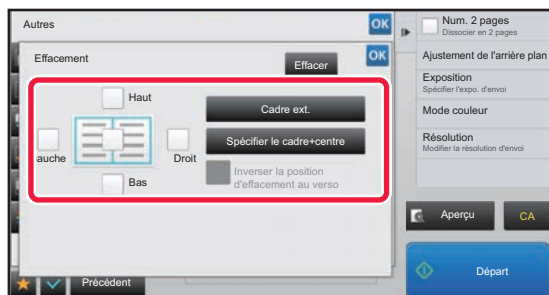 Autres
OK
Effacement
Effacer
OK
Haut
auche
Droit
Bas
Cadre ext.
Spécifier le cadre+centre
Inverser la position
d'effacement au verso
Précédent
Num. 2 pages
Dissocier en 2 pages
Ajustement de l'arrière plan
Exposition
Spécifier l'expo. d'envoi
Mode couleur
Résolution
Modifier la résolution d'envoi
Aperçu
CA
Départ